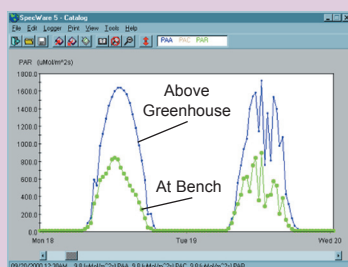 SpecWare 5 - Catalog
File Edit Logger Print View Tools Help
PAA PAC PAR
PAR (uMol/m^2s)
1800.0
1600.0
1400.0
1200.0
1000.0
800.0
600.0
400.0
200.0
0.0
Above
Greenhouse
At Bench
Mon 18 Tue 19 Wed 20